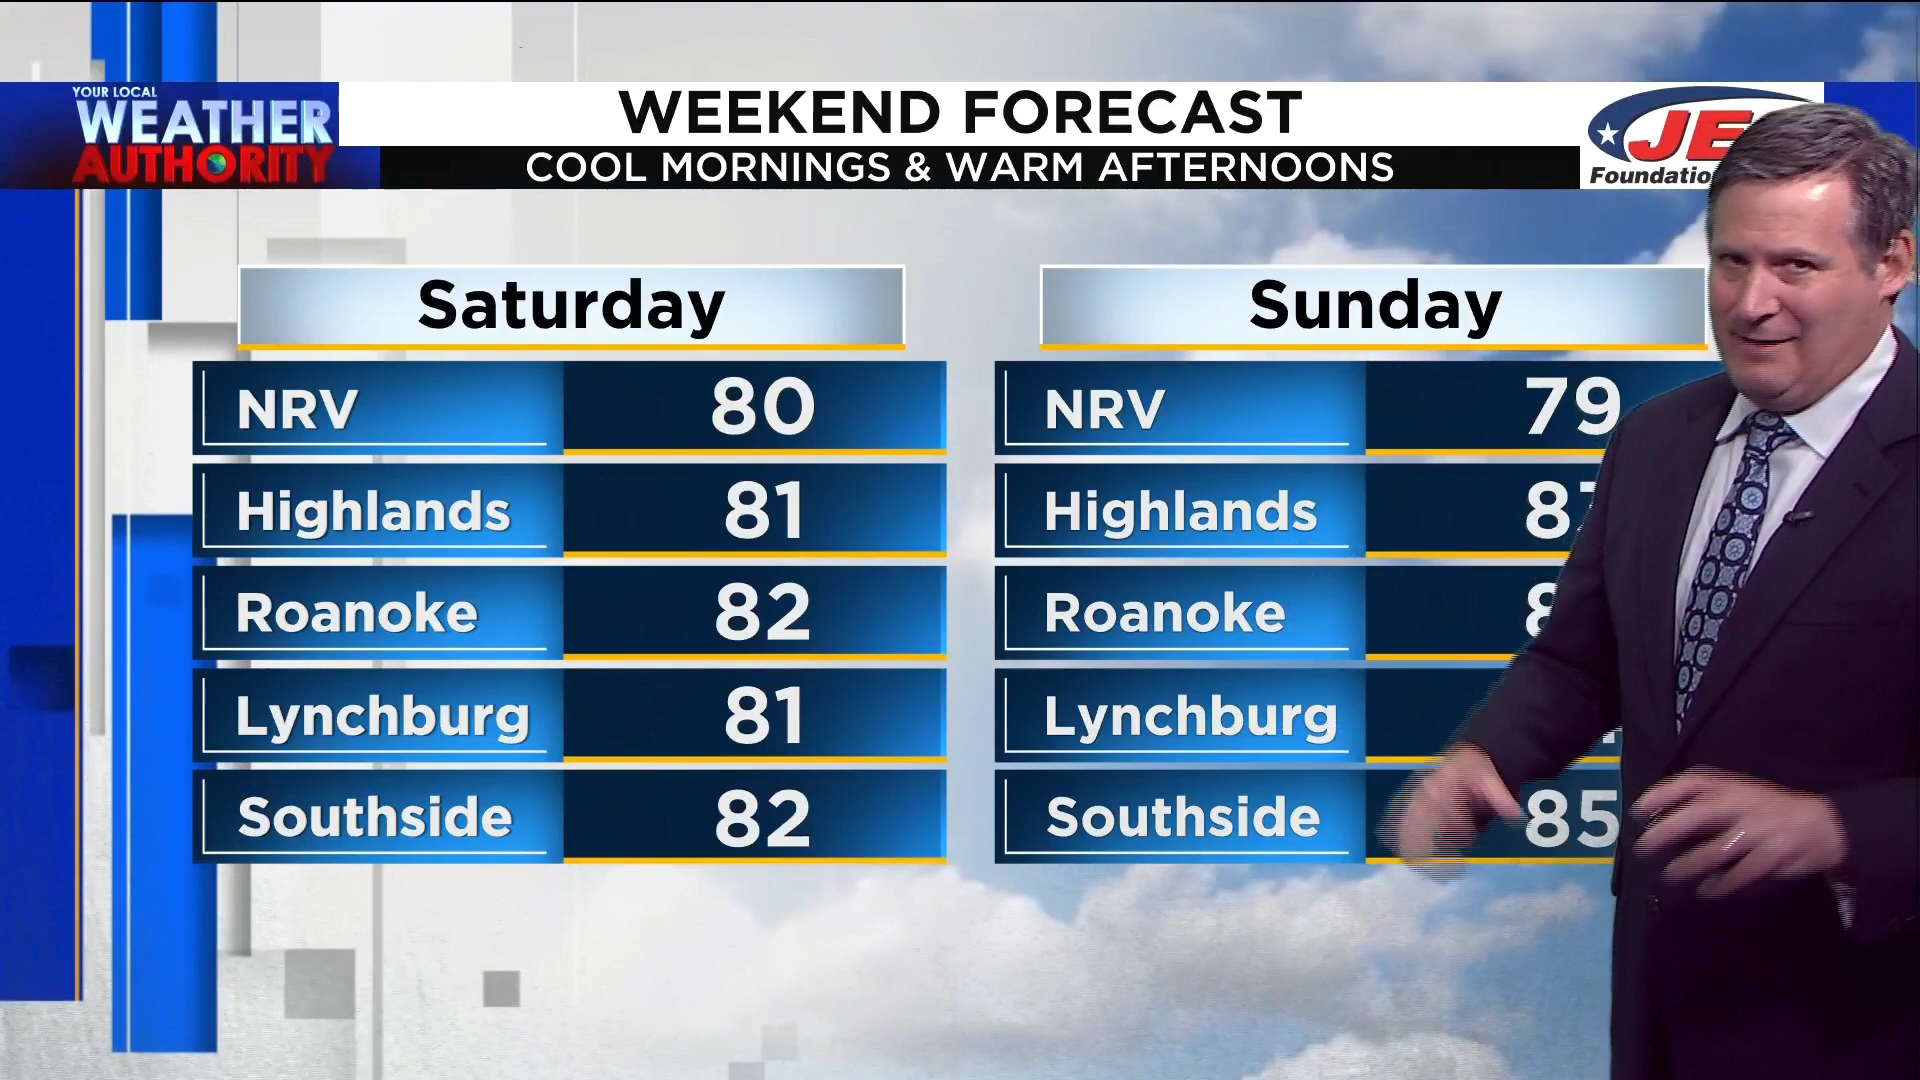 YOUR LOCAL
WEATHER
AUTHORITY
WEEKEND FORECAST
COOL MORNINGS & WARM AFTERNOONS
Saturday
NRV 80
Highlands 81
Roanoke 82
Lynchburg 81
Southside 82
Sunday
NRV 79
Highlands
Roanoke
Lynchburg
Southside 85